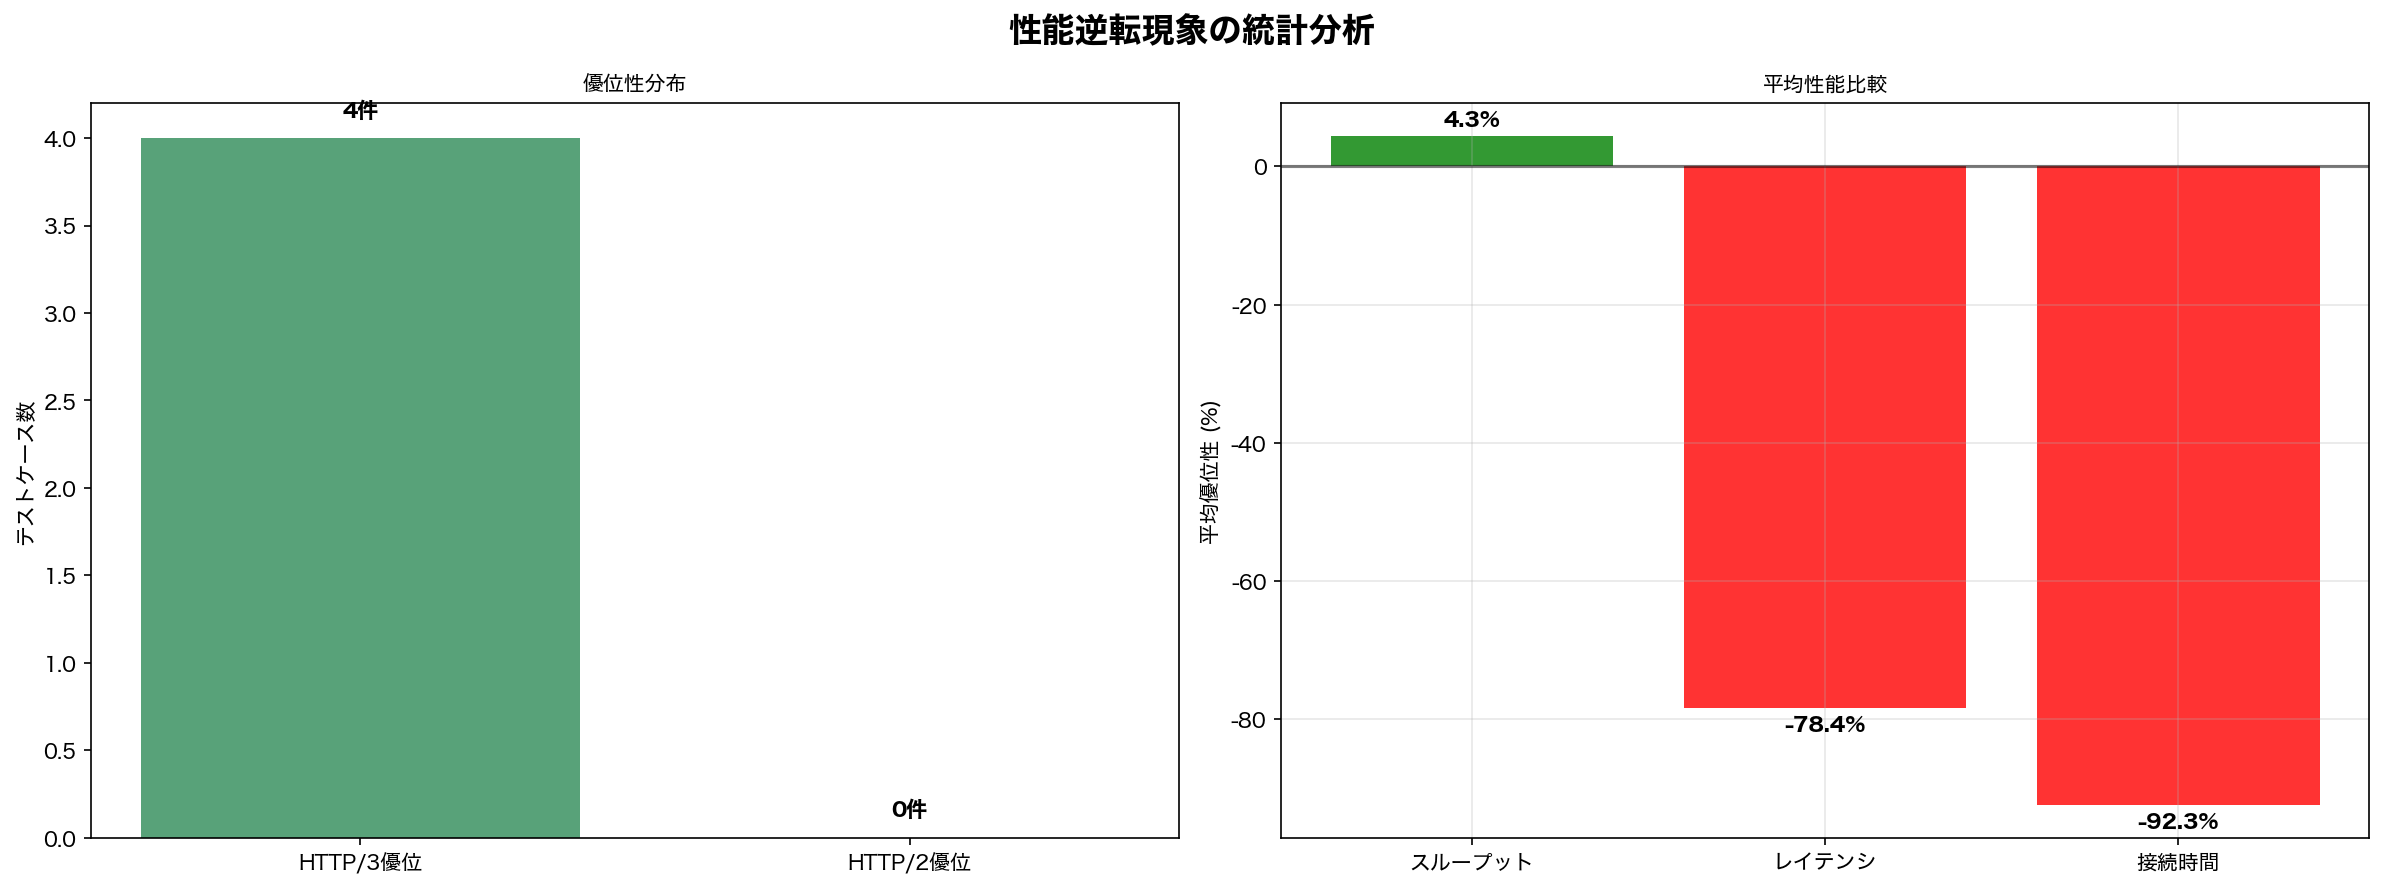 性能逆転現象の統計分析
優位性分布
テストケース数
4.0
3.5
3.0
2.5
2.0
1.5
1.0
0.5
0.0
4件
0件
HTTP/3優位
HTTP/2優位
平均性能比較
平均優位性 (%)
0
-20
-40
-60
-80
4.3%
-78.4%
-92.3%
スループット
レイテンシ
接続時間